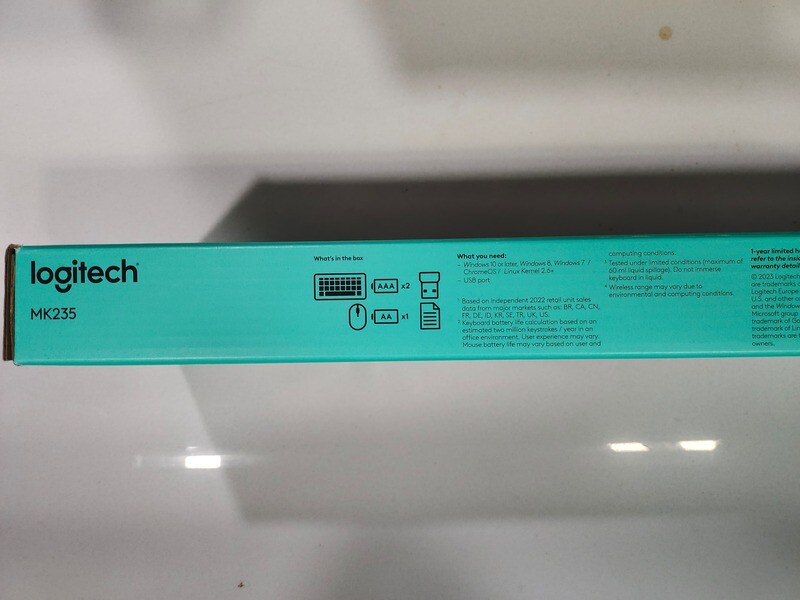 logitech
MK235
What's in the box
AAA x2
AA x1
What you need:
- Windows 10 or later, Windows 8, Windows 7 /
ChromeOS / Linux Kernel 2.6+
- USB port
¹ Based on independent 2022 retail unit sales
data from major markets such as: BR, CA, CN,
FR, DE, ID, KR, SE, TR, UK, US.
² Keyboard battery life calculation based on an
estimated two million keystrokes / year in an
office environment. User experience may vary.
Mouse battery life may vary based on user and
computing conditions.
³ Tested under limited conditions (maximum of
60 ml liquid spillage). Do not immerse
keyboard in liquid.
⁴ Wireless range may vary due to
environmental and computing conditions.
1-year limited
refer to the
warranty
© 2023 Logitech
are trademarks
Logitech Europe
U.S. and other
and the Windows
Microsoft group
trademark of
trademark of
trademarks are
owners.